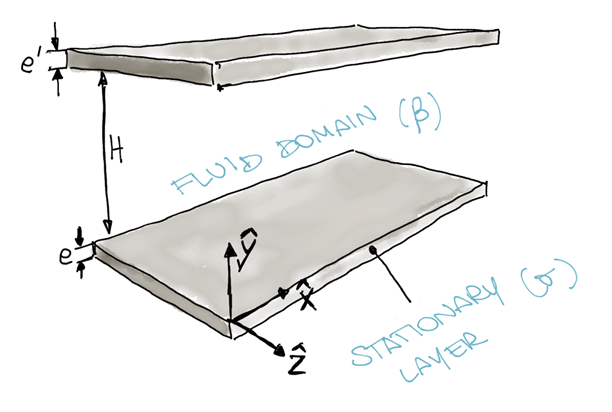 e'
H
FLUID DOMAIN (β)
e
ŷ
x̂
ẑ
STATIONARY (σ)
LAYER